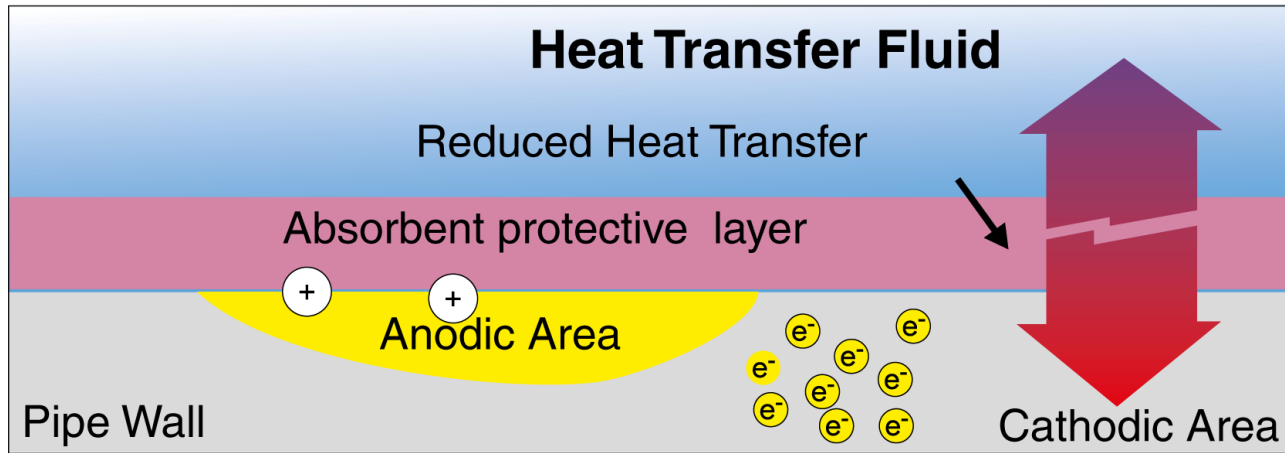 Heat Transfer Fluid
Reduced Heat Transfer
Absorbent protective layer
+ +
Anodic Area
e-
e-
e-
e-
e-
e-
e-
e-
e-
Pipe Wall
Cathodic Area